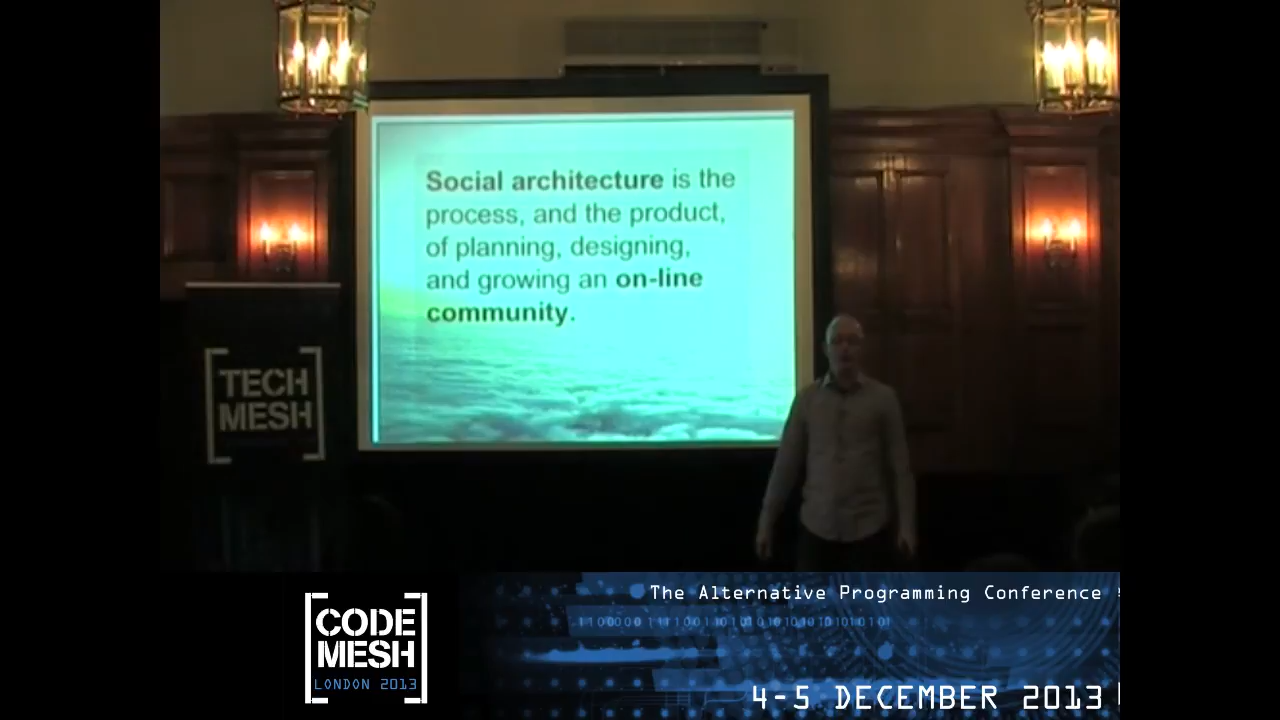 Social architecture is the
process, and the product,
of planning, designing,
and growing an on-line
community.
TECH
MESH
CODE
MESH
LONDON 2013
The Alternative Programming Conference
4-5 DECEMBER 2013